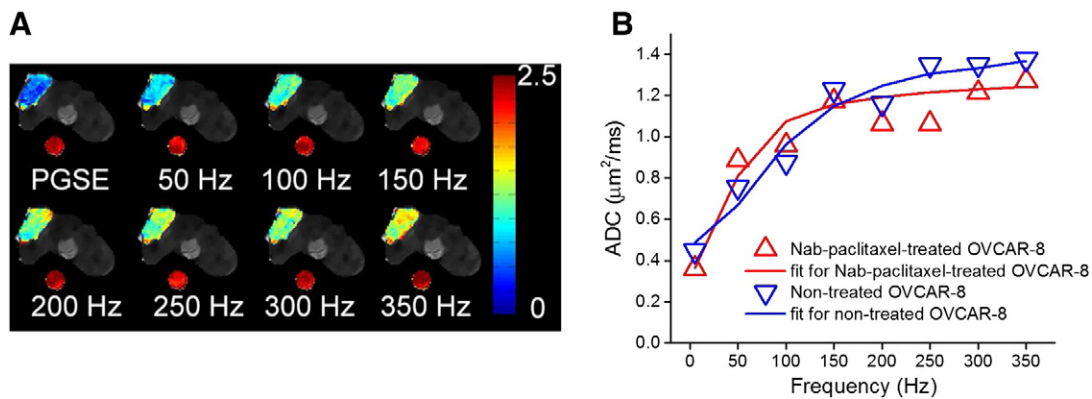 A
PGSE
50 Hz
100 Hz
150 Hz
200 Hz
250 Hz
300 Hz
350 Hz
2.5
0
B
ADC (μm²/ms)
1.4
1.2
1.0
0.8
0.6
0.4
0.2
0.0
Nab-paclitaxel-treated OVCAR-8
fit for Nab-paclitaxel-treated OVCAR-8
Non-treated OVCAR-8
fit for non-treated OVCAR-8
0 50 100 150 200 250 300 350
Frequency (Hz)